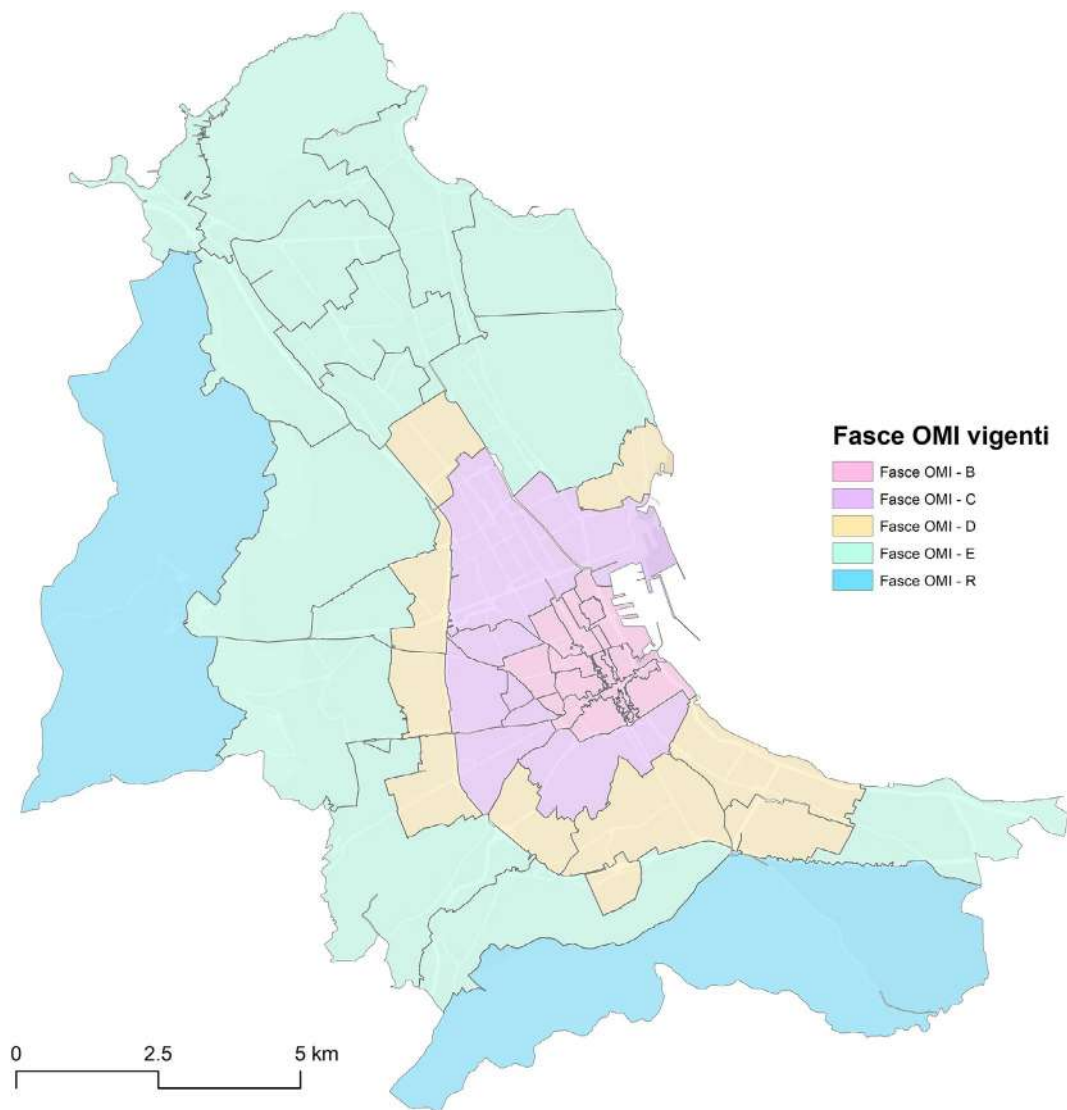 Fasce OMI vigenti
Fasce OMI - B
Fasce OMI - C
Fasce OMI - D
Fasce OMI - E
Fasce OMI - R
0 2.5 5 km